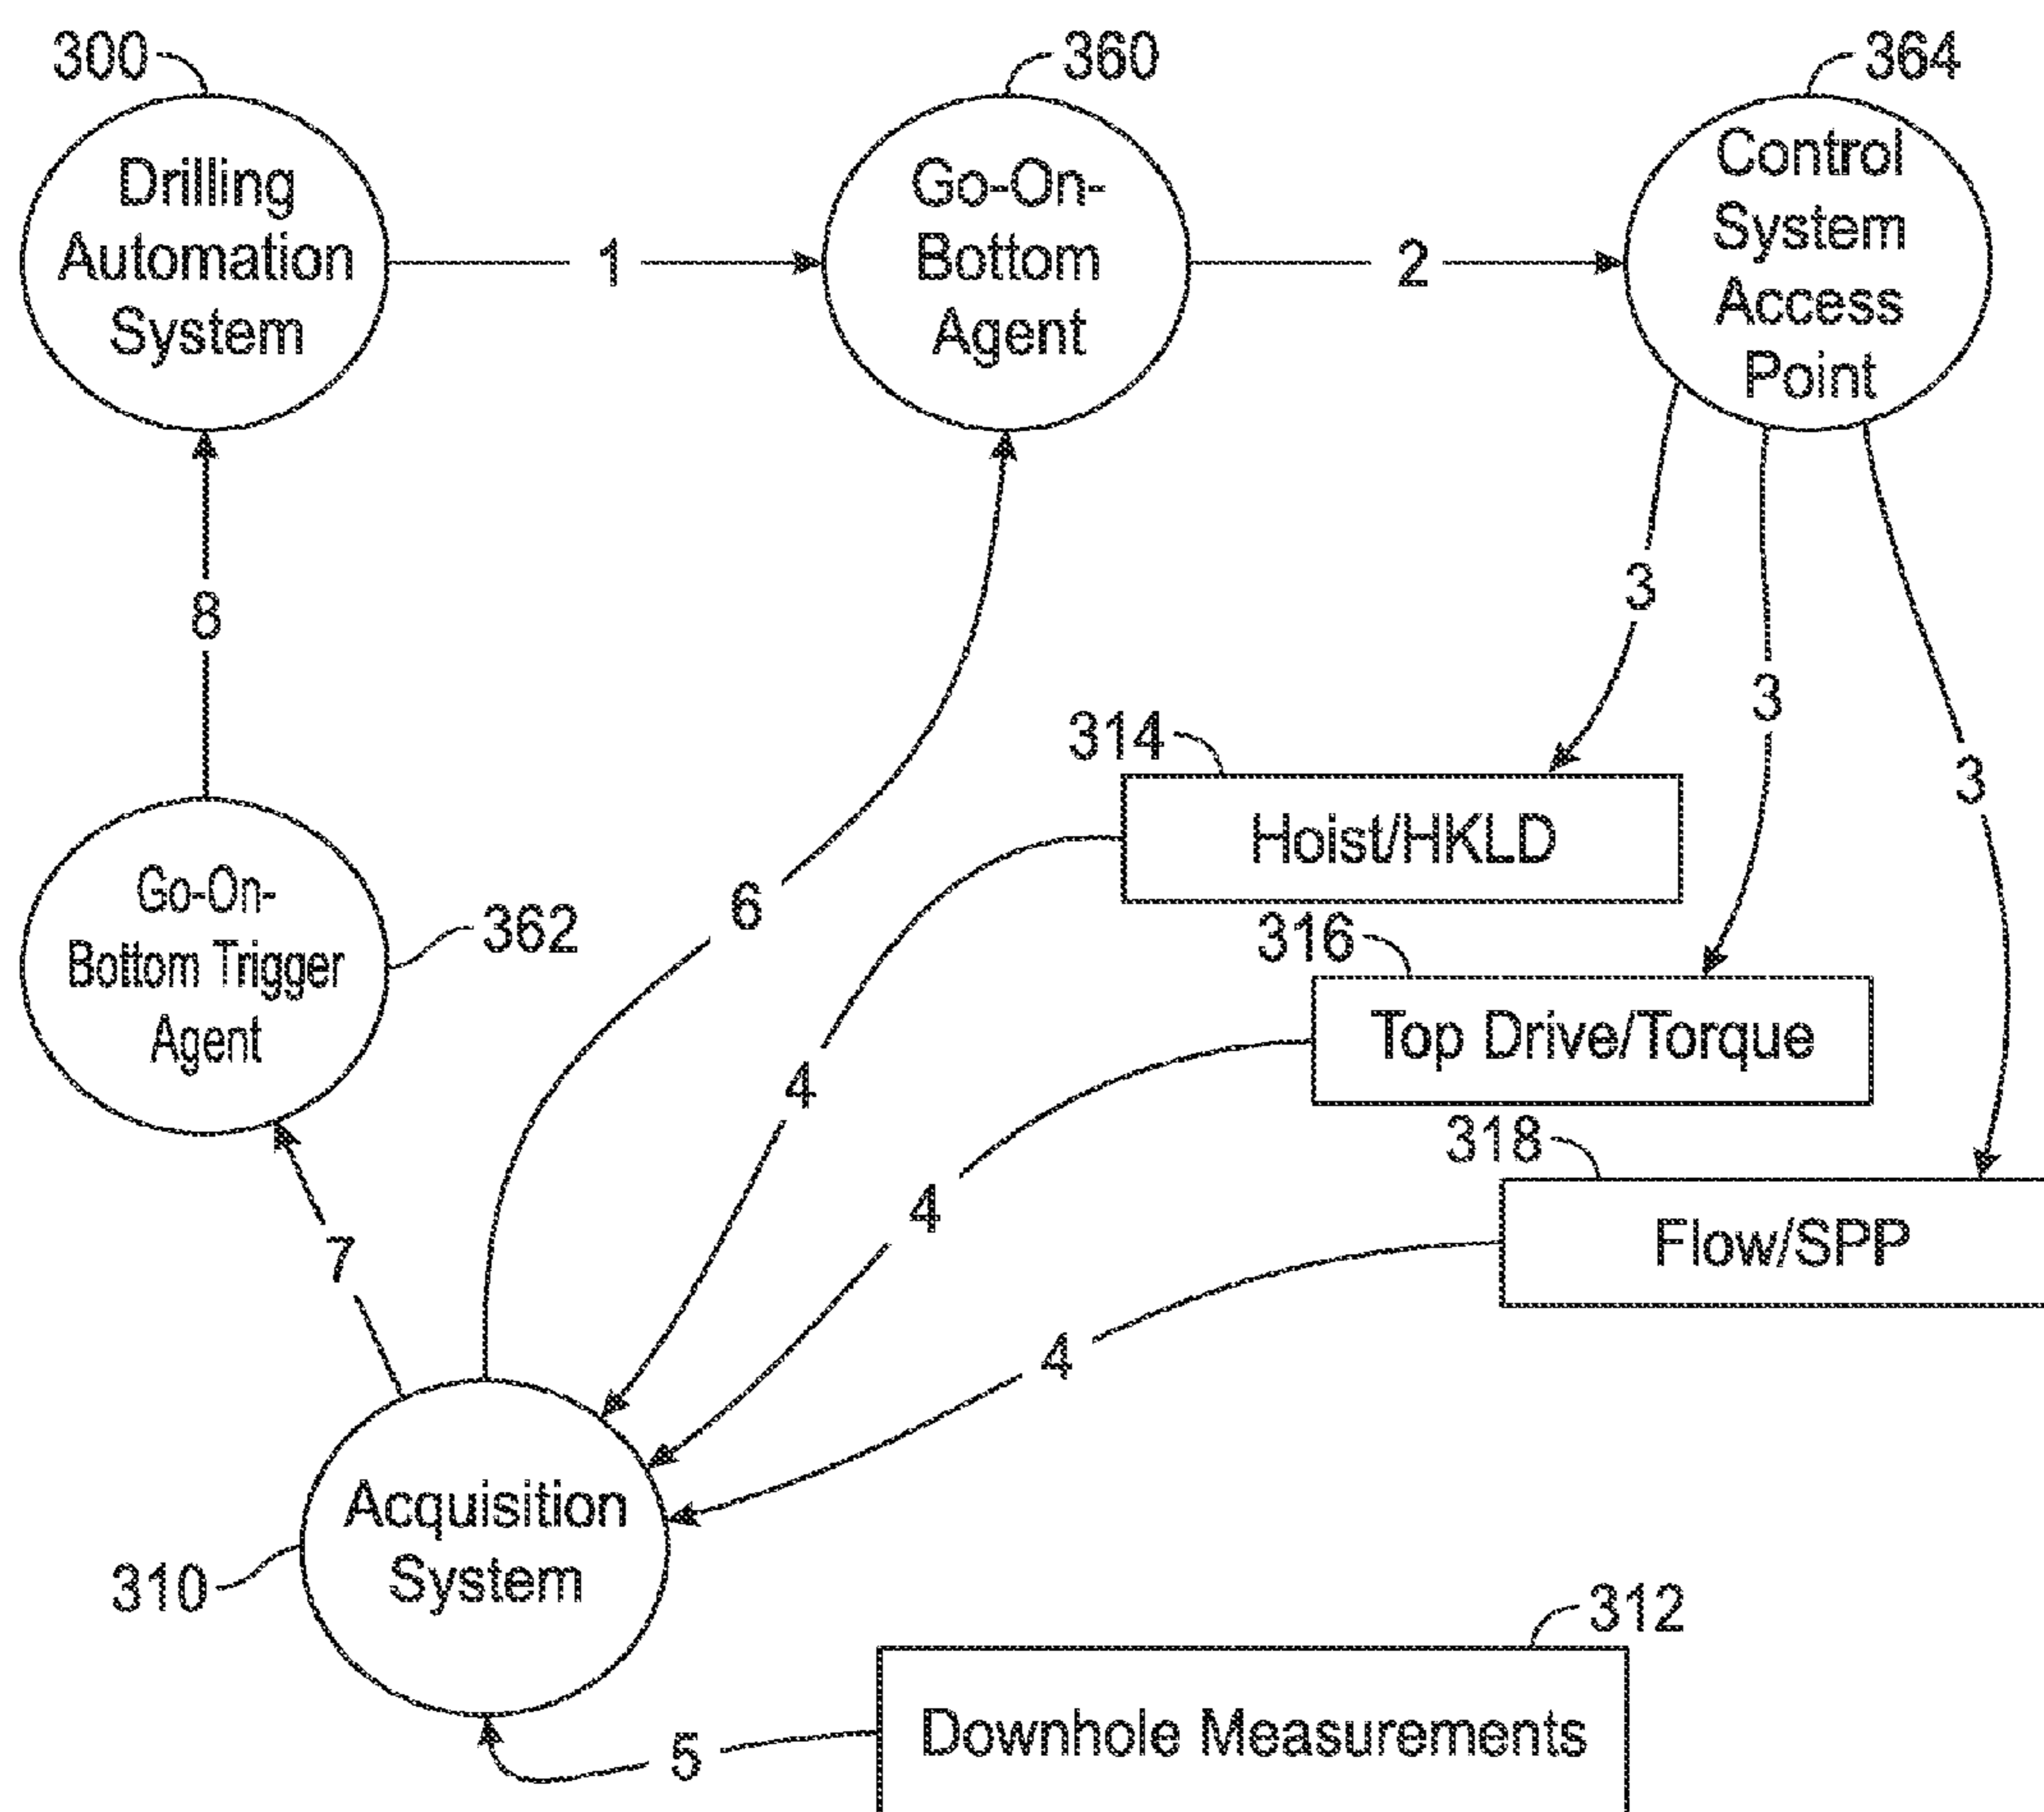 300
360
364
Drilling
Automation
System
1
Go-On-
Bottom
Agent
2
Control
System
Access
Point
8
3
3
3
314
Hoist/HKLD
316
Top Drive/Torque
318
Flow/SPP
Go-On-
Bottom Trigger
Agent
362
6
4
4
4
7
Acquisition
System
310
312
5
Downhole Measurements